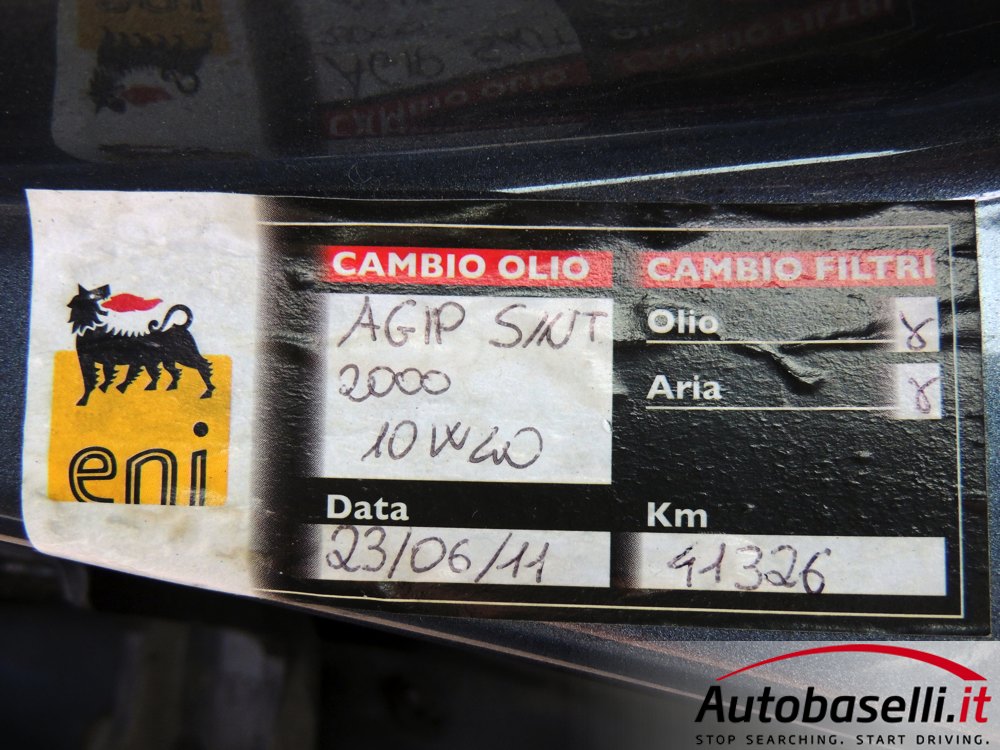 eni
CAMBIO OLIO
AGIP SINT
2000
10W40
Data
23/06/11
CAMBIO FILTRI
Olio
Aria
Km
41326
Autobaselli.it
STOP SEARCHING. START DRIVING.